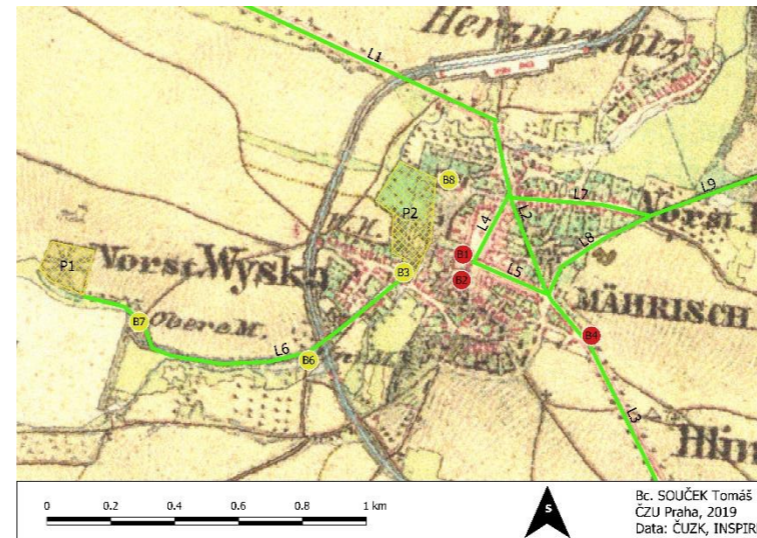 Herzmanitz
L1
B8
L7
L9
P2
L4
L2
W.H.
L8
B1
P1
Vorst. Wyska
B3
L5
B2
MÄHRISCH
B7
Obere M.
B4
L6
B6
L3
0 0.2 0.4 0.6 0.8 1 km
S
Bc. SOUČEK Tomáš
ČZU Praha, 2019
Data: ČÚZK, INSPIR